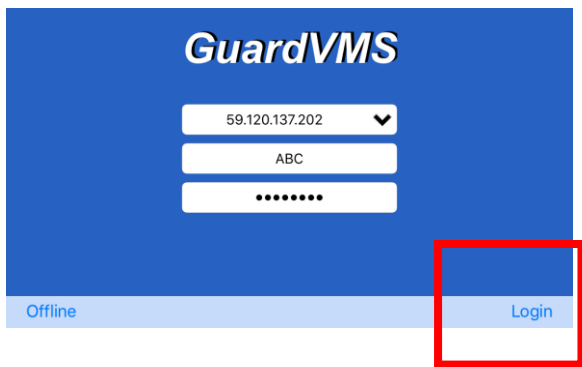 GuardVMS
59.120.137.202
ABC
••••••••
Offline
Login